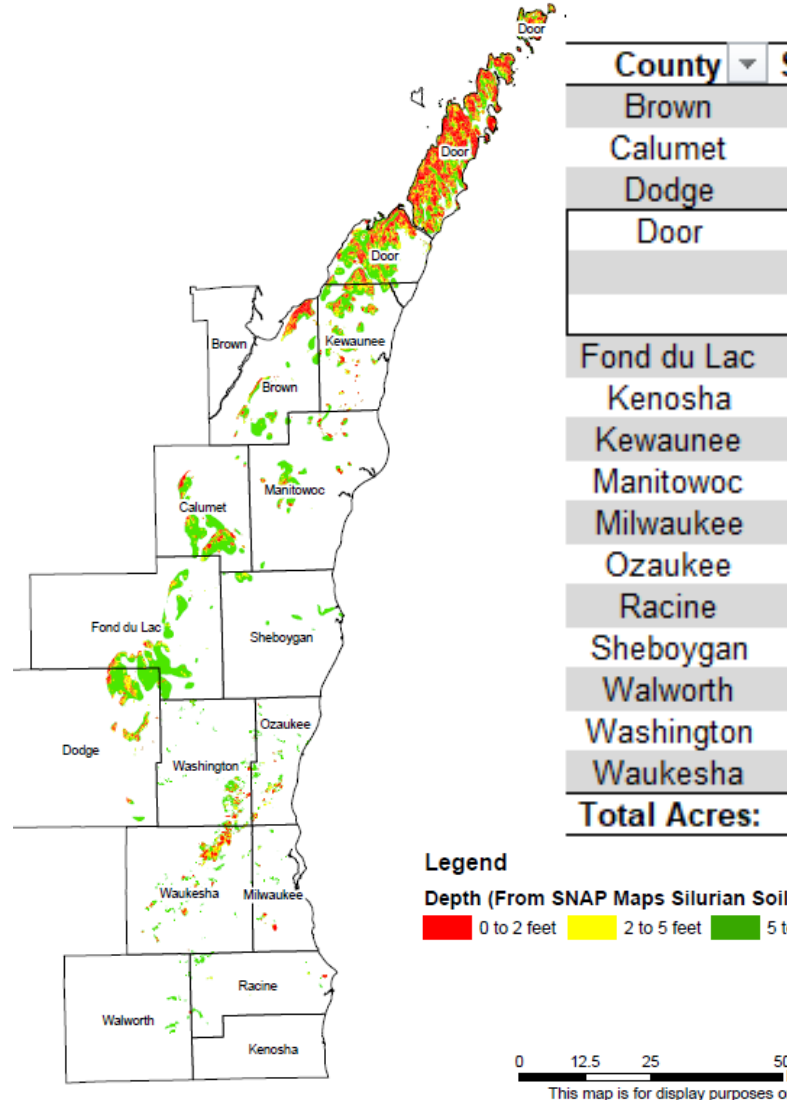 Door
Door
Door
Brown
Kewaunee
Brown
Manitowoc
Calumet
Fond du Lac
Sheboygan
Ozaukee
Dodge
Washington
Waukesha
Milwaukee
Racine
Walworth
Kenosha
County
Brown
Calumet
Dodge
Door
Fond du Lac
Kenosha
Kewaunee
Manitowoc
Milwaukee
Ozaukee
Racine
Sheboygan
Walworth
Washington
Waukesha
Total Acres:
Legend
Depth (From SNAP Maps Silurian Soil
0 to 2 feet 2 to 5 feet 5 t
0 12.5 25 50
This map is for display purposes o